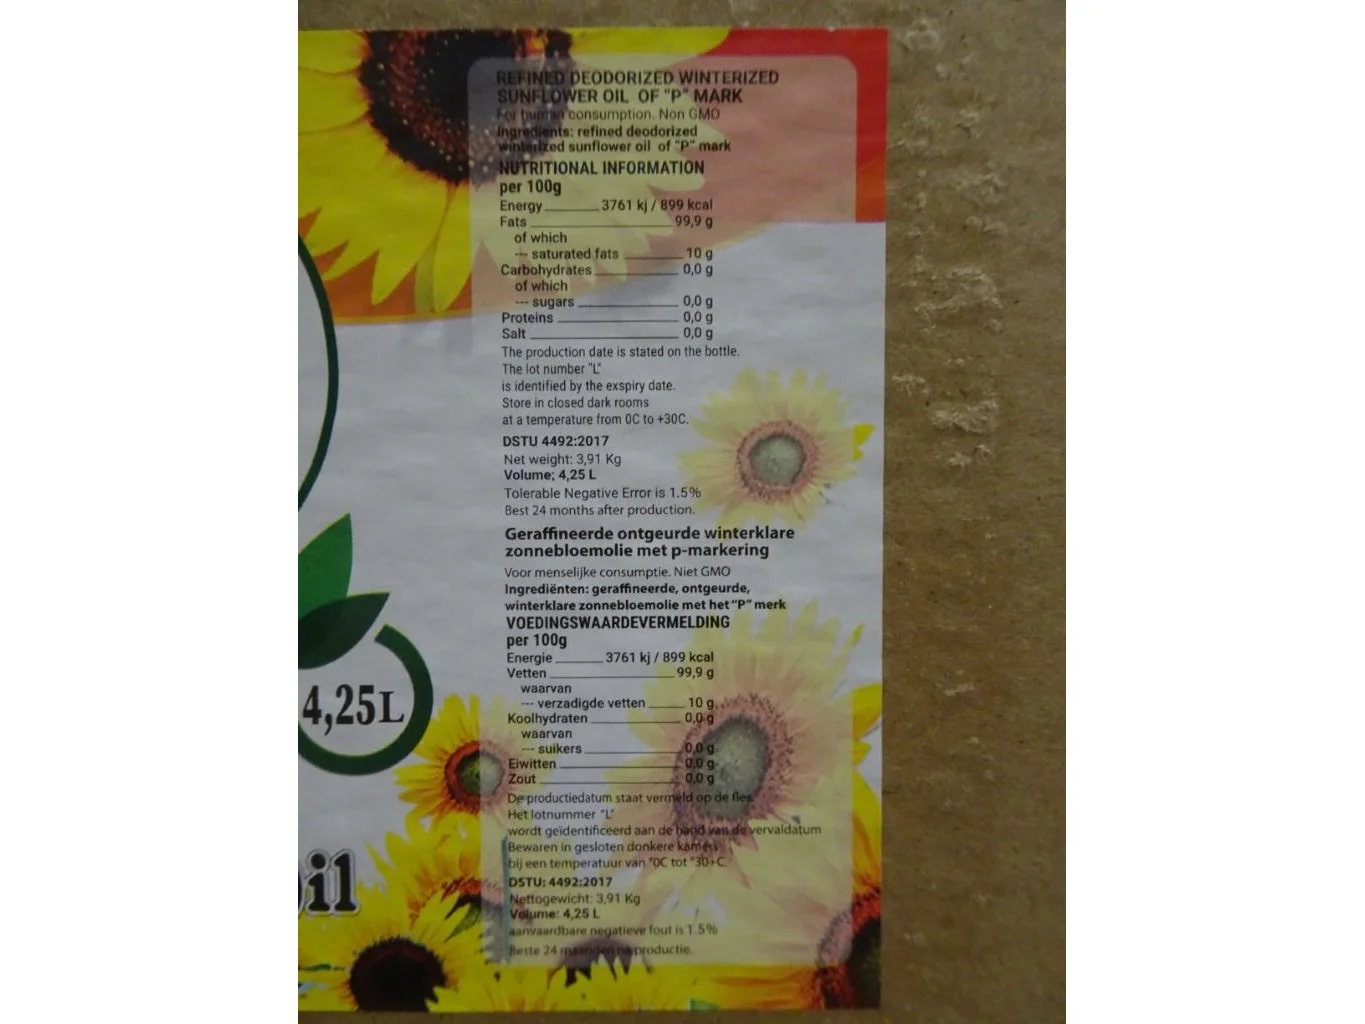 REFINED DEODORIZED WINTERIZED
SUNFLOWER OIL OF "P" MARK
For human consumption. Non GMO
Ingredients: refined deodorized
winterized sunflower oil of "P" mark
NUTRITIONAL INFORMATION
per 100g
Energy 3761 kj / 899 kcal
Fats 99,9 g
of which
--- saturated fats 10 g
Carbohydrates 0,0 g
of which
--- sugars 0,0 g
Proteins 0,0 g
Salt 0,0 g
The production date is stated on the bottle.
The lot number "L"
is identified by the exspiry date.
Store in closed dark rooms
at a temperature from 0C to +30C.
DSTU 4492:2017
Net weight: 3,91 Kg
Volume; 4,25 L
Tolerable Negative Error is 1.5%
Best 24 months after production.
Geraffineerde ontgeurde winterklare
zonnebloemolie met p-markering
Voor menselijke consumptie. Niet GMO
Ingrediënten: geraffineerde, ontgeurde,
winterklare zonnebloemolie met het "P" merk
VOEDINGSWAARDEVERMELDING
per 100g
Energie 3761 kj / 899 kcal
Vetten 99,9 g
waarvan
--- verzadigde vetten 10 g
Koolhydraten 0,0 g
waarvan
--- suikers 0,0 g
Eiwitten 0,0 g
Zout 0,0 g
De productiedatum staat vermeld op de fles.
Het lotnummer "L"
wordt geïdentificeerd aan de hand van de vervaldatum
Bewaren in gesloten donkere kamers
bij een temperatuur van °0C tot °30+C.
DSTU: 4492:2017
Nettogewicht: 3,91 Kg
Volume: 4,25 L
aanvaardbare negatieve fout is 1.5%
Beste 24 maanden na productie.
4,25L
oil